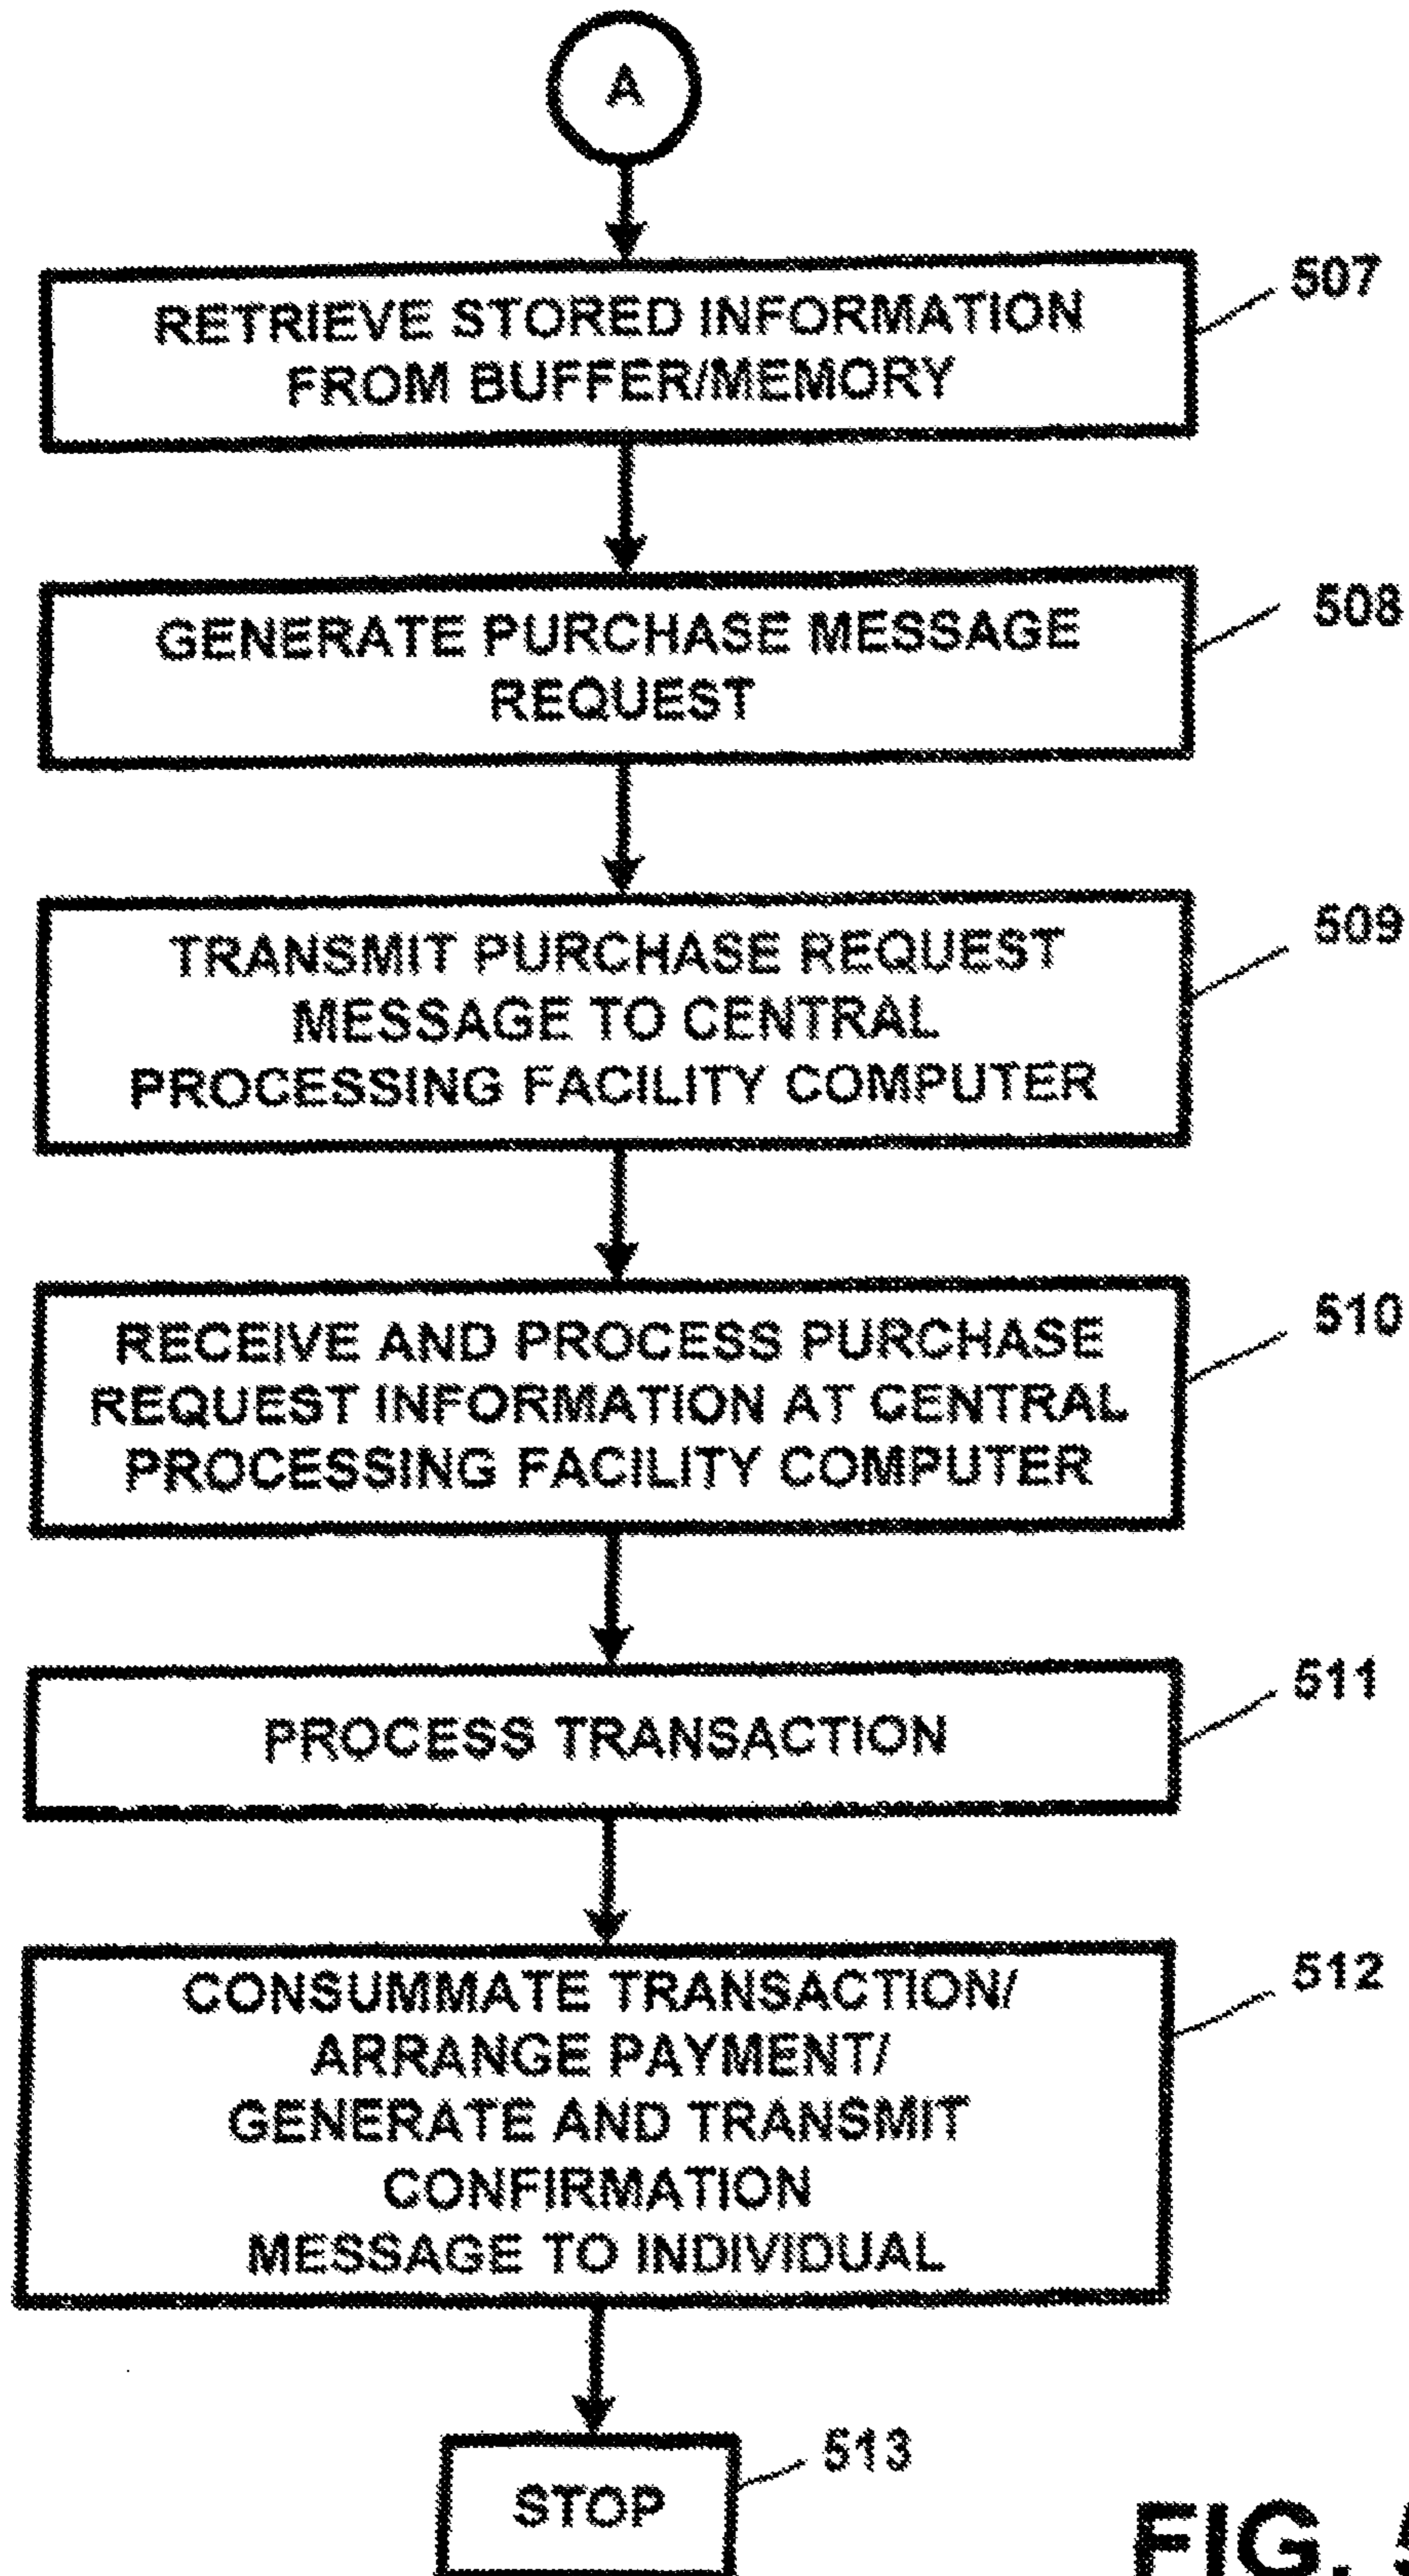 A
RETRIEVE STORED INFORMATION
FROM BUFFER/MEMORY
507
GENERATE PURCHASE MESSAGE
REQUEST
508
TRANSMIT PURCHASE REQUEST
MESSAGE TO CENTRAL
PROCESSING FACILITY COMPUTER
509
RECEIVE AND PROCESS PURCHASE
REQUEST INFORMATION AT CENTRAL
PROCESSING FACILITY COMPUTER
510
PROCESS TRANSACTION
511
CONSUMMATE TRANSACTION/
ARRANGE PAYMENT/
GENERATE AND TRANSMIT
CONFIRMATION
MESSAGE TO INDIVIDUAL
512
STOP
513
FIG. 5